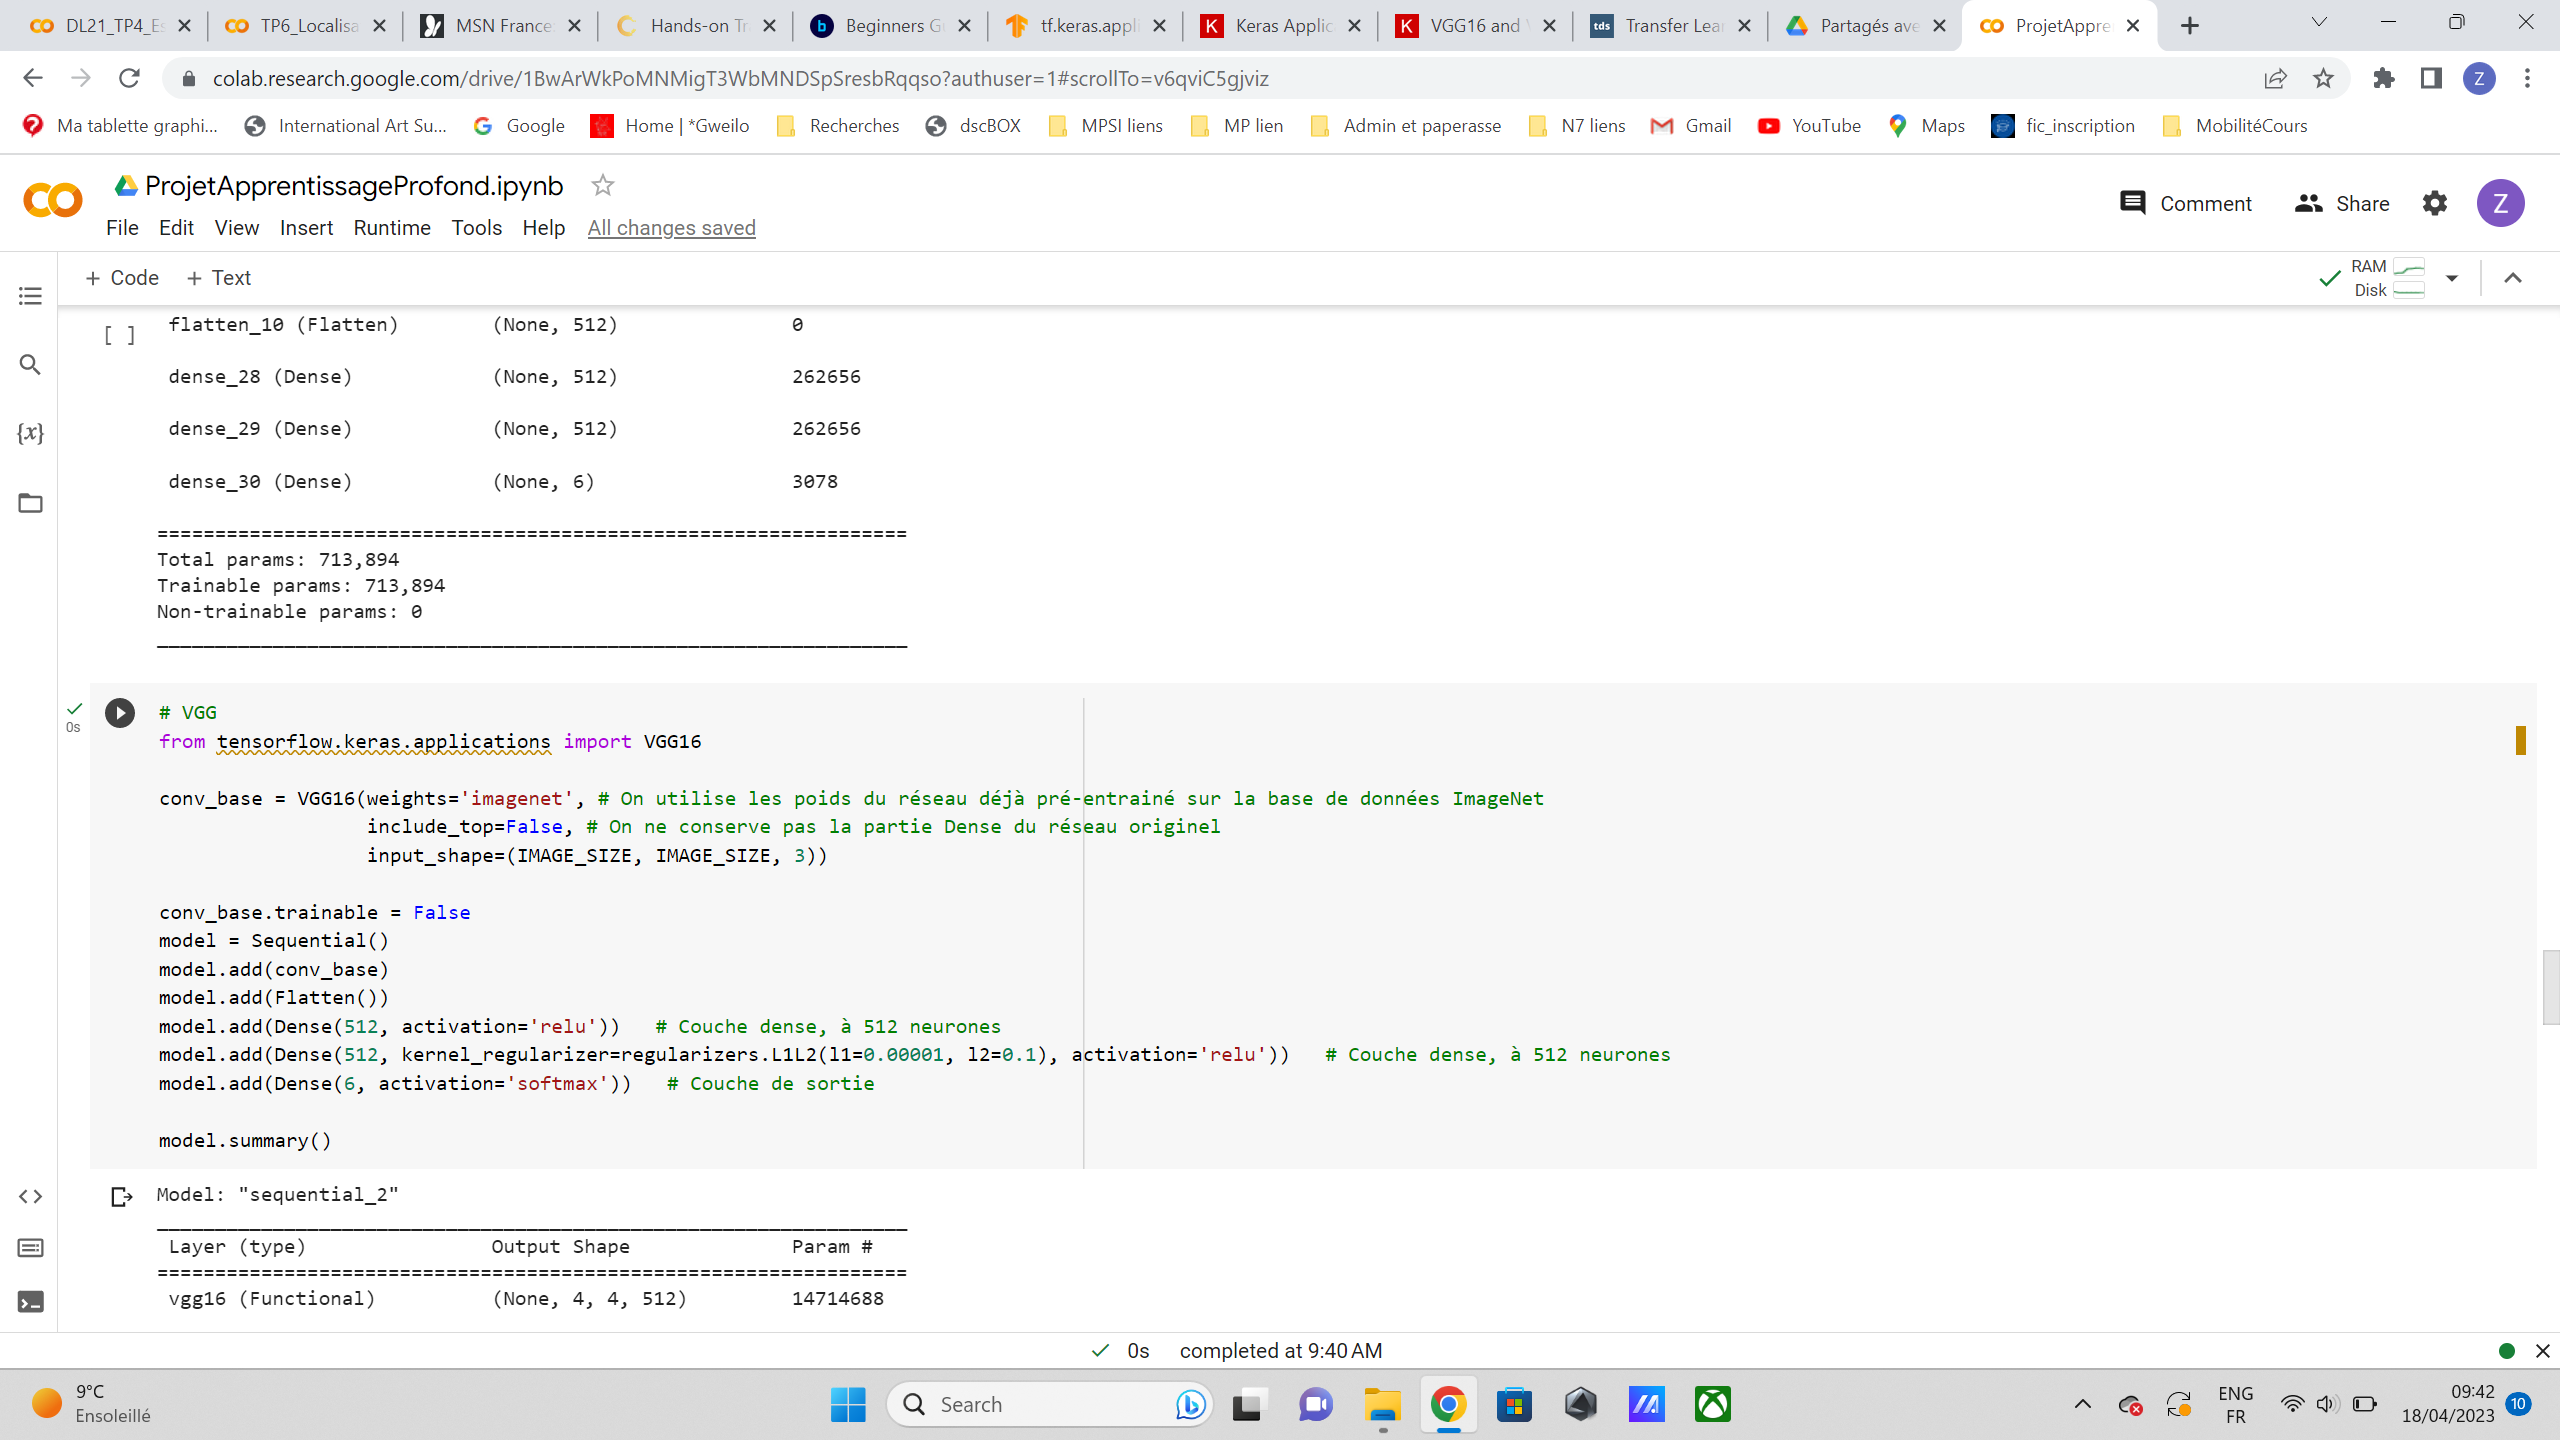 DL21_TP4_Es
TP6_Localisa
MSN France
Hands-on Tr
Beginners Gu
tf.keras.appli
Keras Applic
VGG16 and V
Transfer Lear
Partagés ave
ProjetAppren
colab.research.google.com/drive/1BwArWkPoMNMigT3WbMNDSpSresbRqqso?authuser=1#scrollTo=v6qviC5gjviz
Z
Ma tablette graphi...
International Art Su...
Google
Home | *Gweilo
Recherches
dscBOX
MPSI liens
MP lien
Admin et paperasse
N7 liens
Gmail
YouTube
Maps
fic_inscription
MobilitéCours
ProjetApprentissageProfond.ipynb
Comment
Share
Z
File Edit View Insert Runtime Tools Help All changes saved
+ Code + Text
RAM
Disk
[ ]
flatten_10 (Flatten) (None, 512) 0
dense_28 (Dense) (None, 512) 262656
dense_29 (Dense) (None, 512) 262656
dense_30 (Dense) (None, 6) 3078
=================================================================
Total params: 713,894
Trainable params: 713,894
Non-trainable params: 0
_________________________________________________________________
0s
# VGG
from tensorflow.keras.applications import VGG16
conv_base = VGG16(weights='imagenet', # On utilise les poids du réseau déjà pré-entrainé sur la base de données ImageNet
include_top=False, # On ne conserve pas la partie Dense du réseau originel
input_shape=(IMAGE_SIZE, IMAGE_SIZE, 3))
conv_base.trainable = False
model = Sequential()
model.add(conv_base)
model.add(Flatten())
model.add(Dense(512, activation='relu')) # Couche dense, à 512 neurones
model.add(Dense(512, kernel_regularizer=regularizers.L1L2(l1=0.00001, l2=0.1), activation='relu')) # Couche dense, à 512 neurones
model.add(Dense(6, activation='softmax')) # Couche de sortie
model.summary()
Model: "sequential_2"
_________________________________________________________________
Layer (type) Output Shape Param #
=================================================================
vgg16 (Functional) (None, 4, 4, 512) 14714688
0s completed at 9:40 AM
9°C
Ensoleillé
Search
ENG
FR
09:42
18/04/2023
10